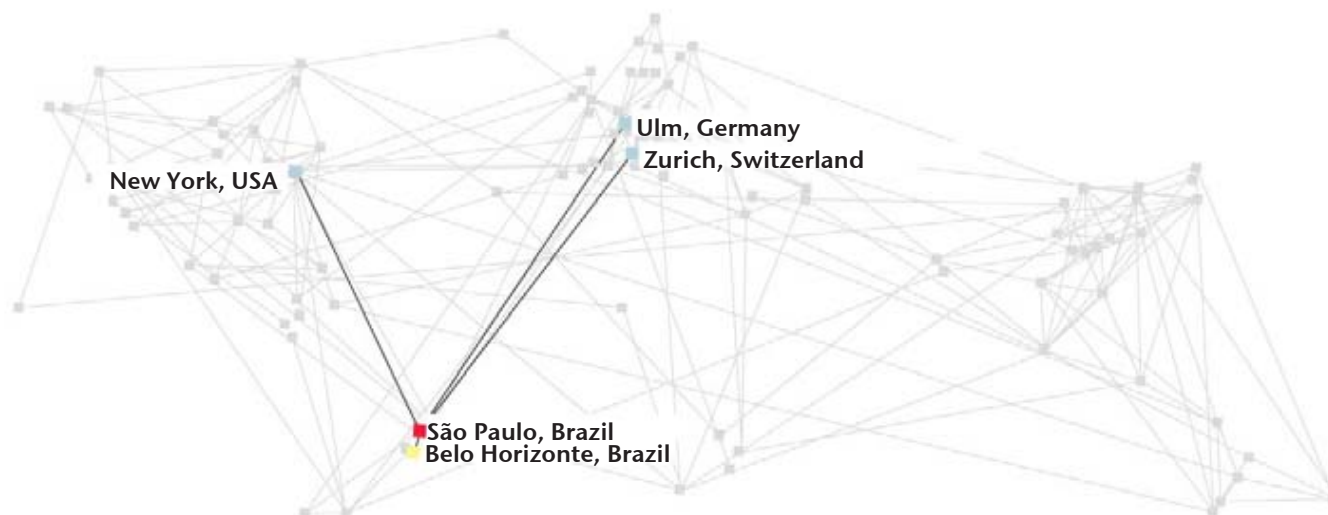 Ulm, Germany
Zurich, Switzerland
New York, USA
São Paulo, Brazil
Belo Horizonte, Brazil